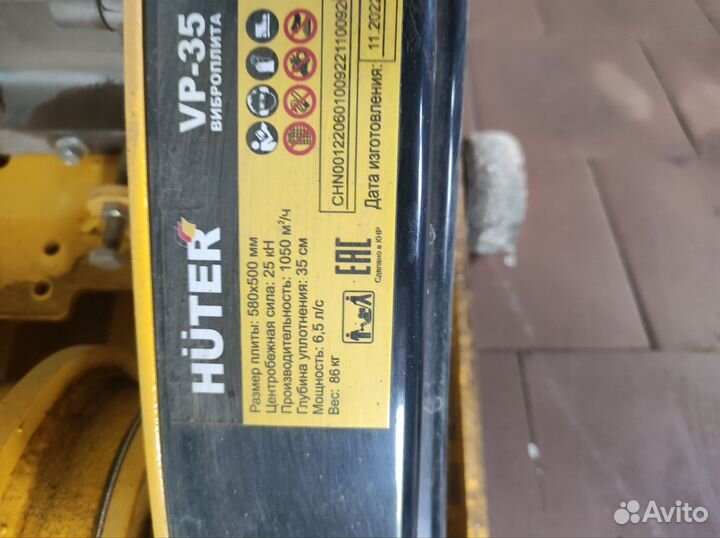 HÜTER
VP-35
ВИБРОПЛИТА
Размер плиты: 580х500 мм
Центробежная сила: 25 кН
Производительность: 1050 м²/ч
Глубина уплотнения: 35 см
Мощность: 6,5 л/с
Вес: 86 кг
EAC
Сделано в КНР
Дата изготовления:
11.2022
Avito